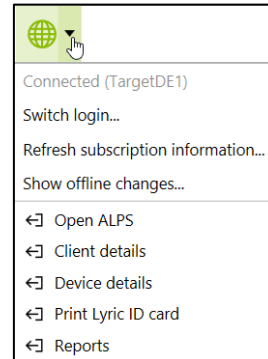 Connected (TargetDE1)
Switch login...
Refresh subscription information...
Show offline changes...
Open ALPS
Client details
Device details
Print Lyric ID card
Reports